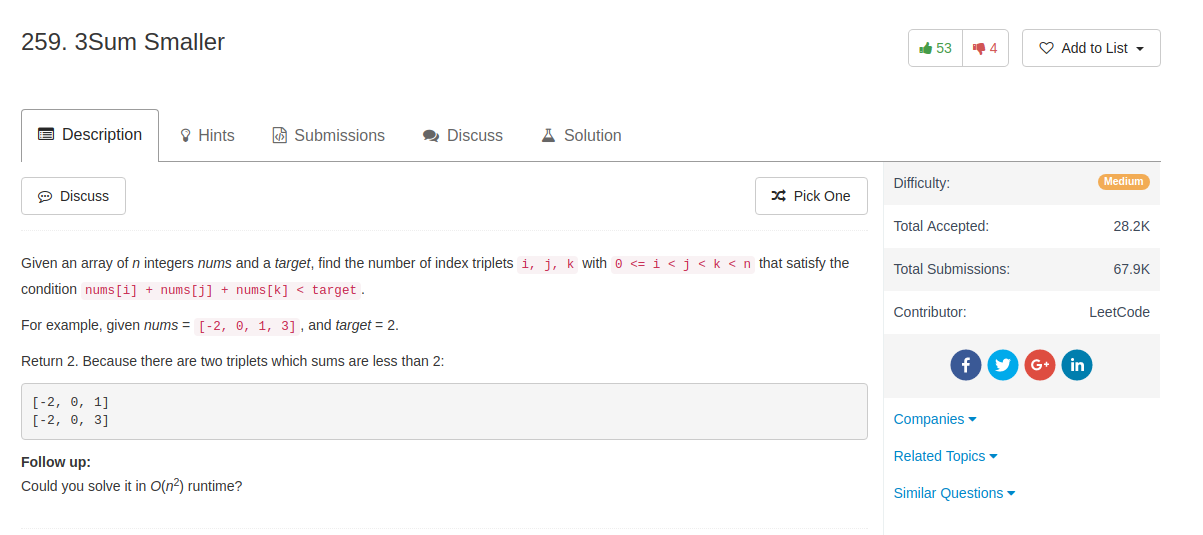 259. 3Sum Smaller
53
4
Add to List
Description
Hints
Submissions
Discuss
Solution
Discuss
Pick One
Given an array of n integers nums and a target, find the number of index triplets i, j, k with 0 <= i < j < k < n that satisfy the
condition nums[i] + nums[j] + nums[k] < target.
For example, given nums = [-2, 0, 1, 3], and target = 2.
Return 2. Because there are two triplets which sums are less than 2:
[-2, 0, 1]
[-2, 0, 3]
Follow up:
Could you solve it in O(n²) runtime?
Difficulty: Medium
Total Accepted: 28.2K
Total Submissions: 67.9K
Contributor: LeetCode
f G+ in
Companies
Related Topics
Similar Questions